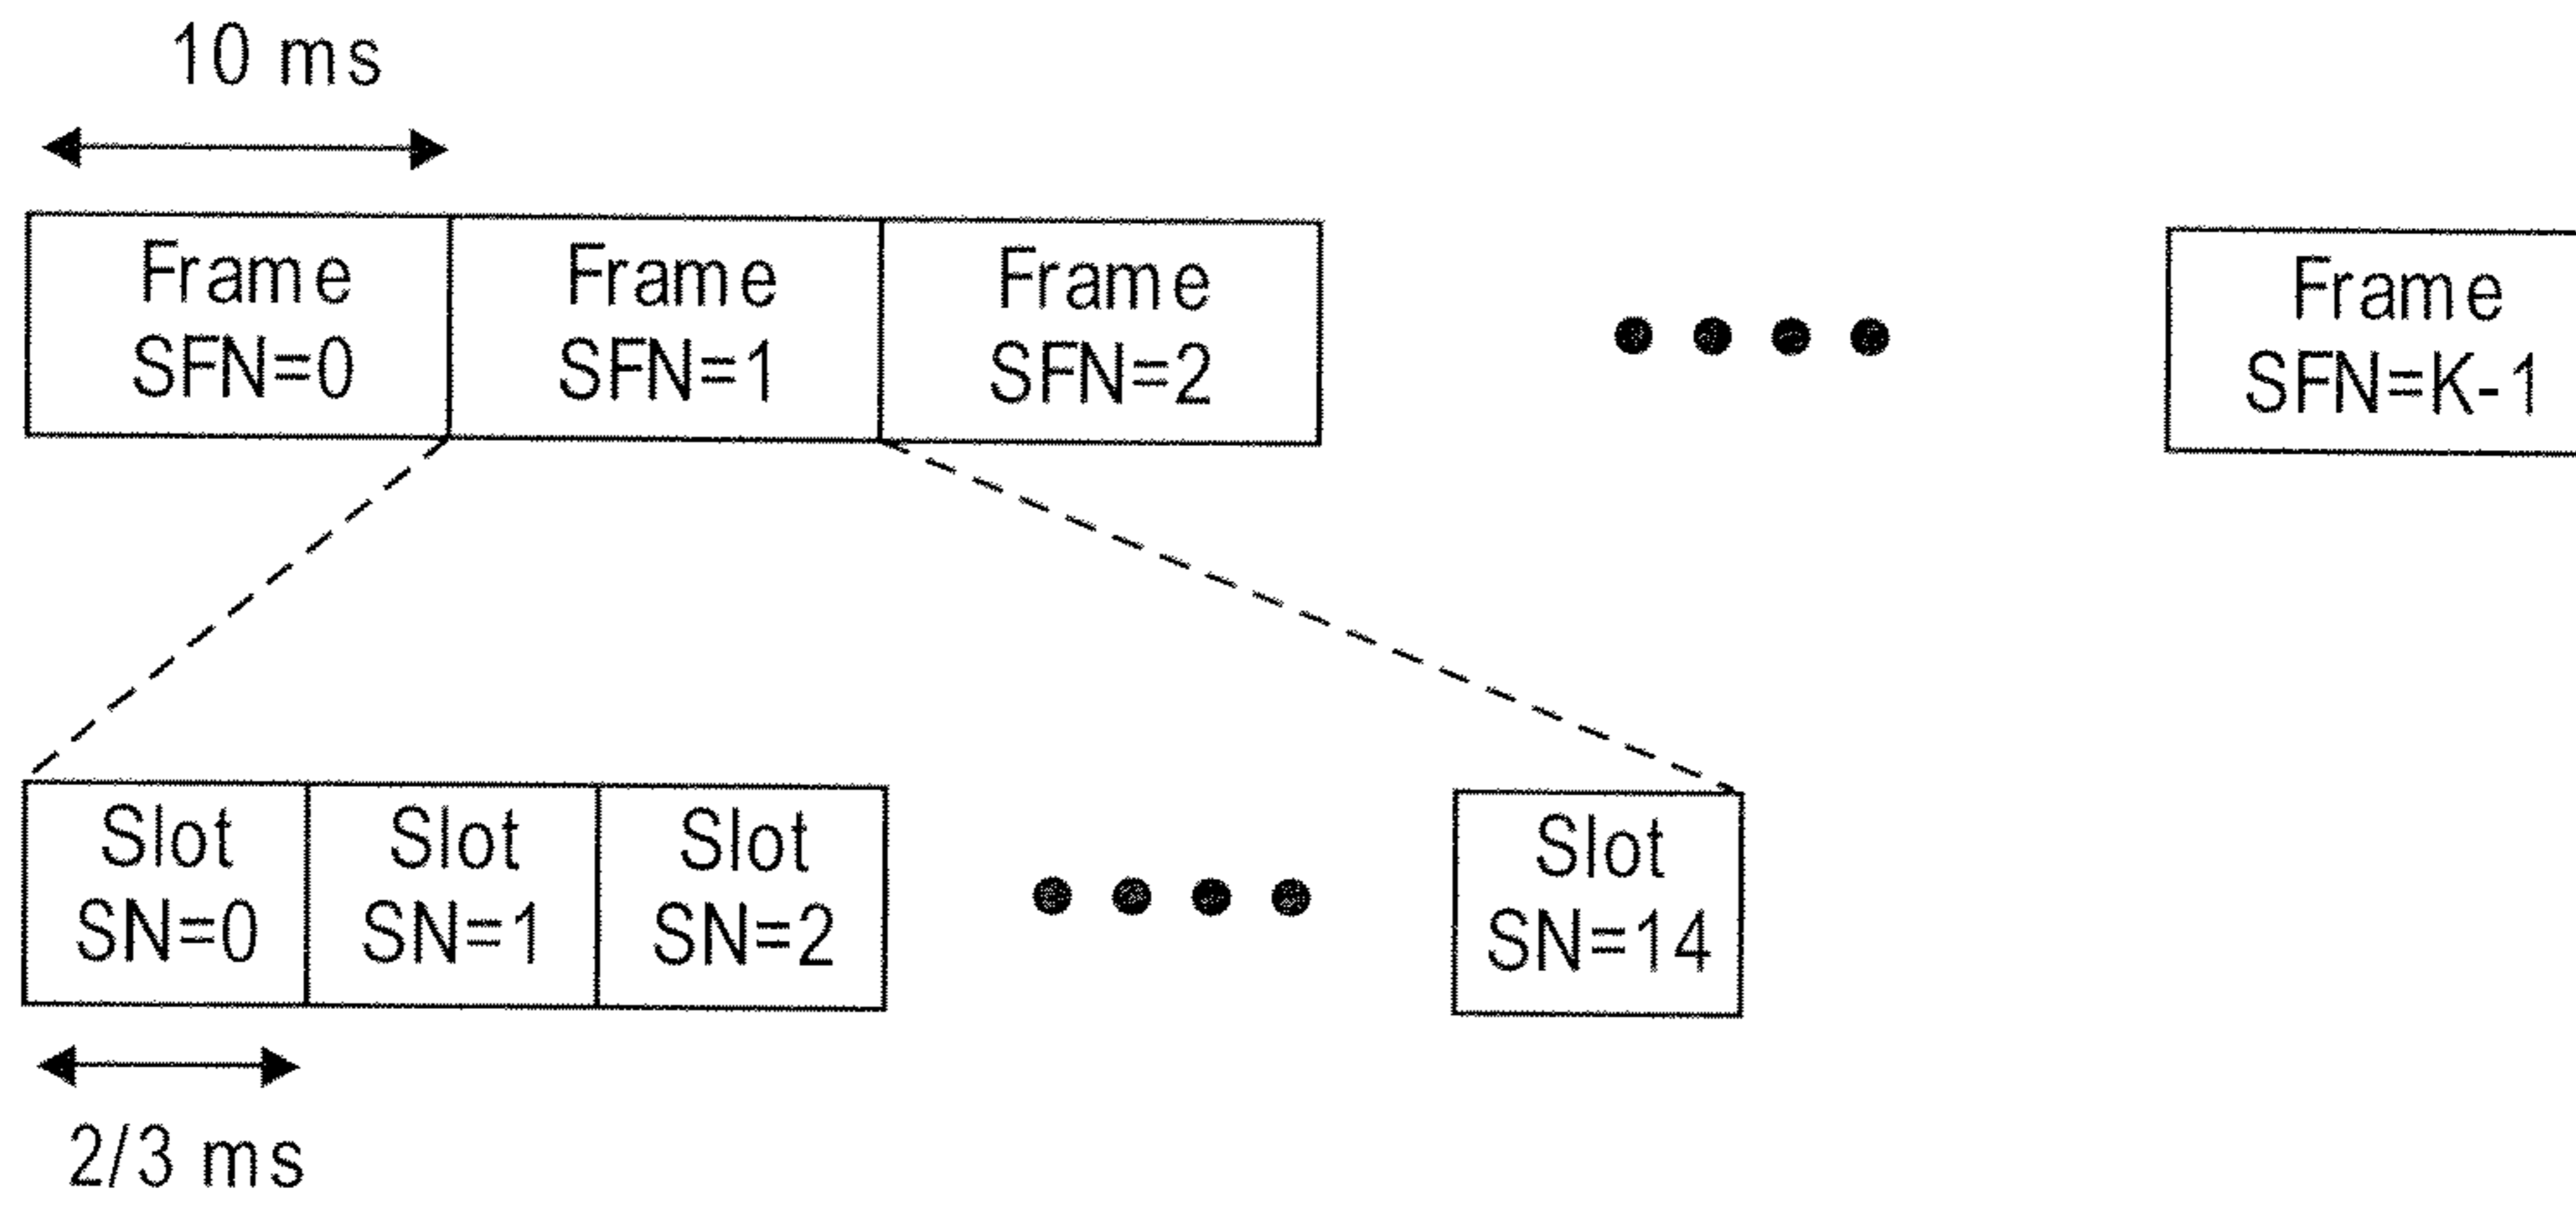 10 ms
Frame
SFN=0
Frame
SFN=1
Frame
SFN=2
Frame
SFN=K-1
Slot
SN=0
Slot
SN=1
Slot
SN=2
Slot
SN=14
2/3 ms